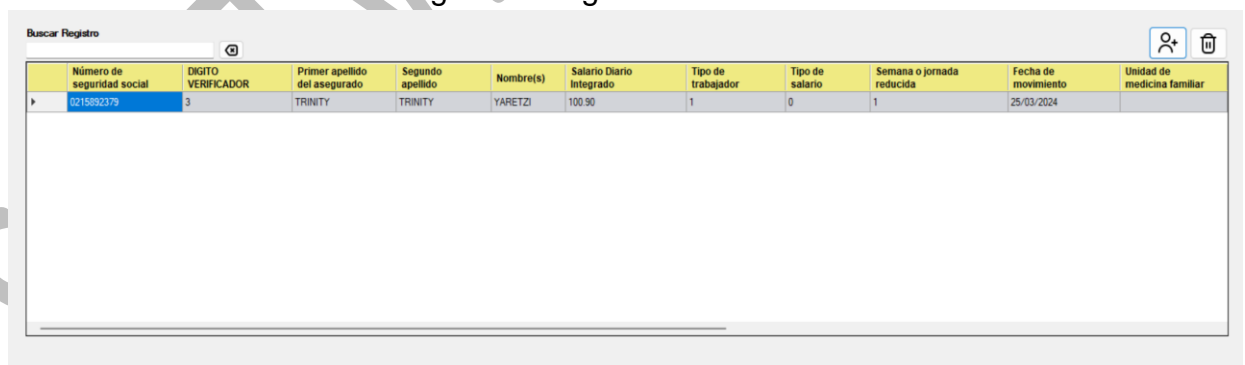 Buscar Registro
Número de seguridad social DIGITO VERIFICADOR Primer apellido del asegurado Segundo apellido Nombre(s) Salario Diario Integrado Tipo de trabajador Tipo de salario Semana o jornada reducida Fecha de movimiento Unidad de medicina familiar
0215892379 3 TRINITY TRINITY YARETZI 100.90 1 0 1 25/03/2024